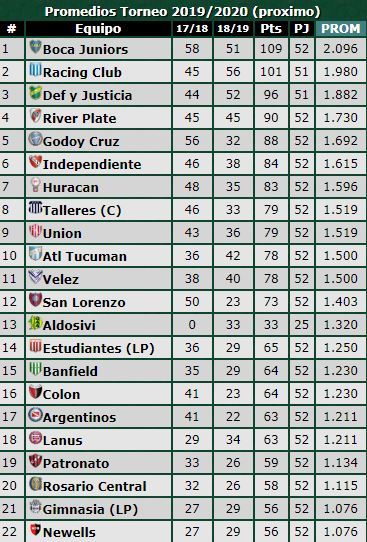 Promedios Torneo 2019/2020 (proximo)
# Equipo 17/18 18/19 Pts PJ PROM
1 Boca Juniors 58 51 109 52 2.096
2 Racing Club 45 56 101 51 1.980
3 Def y Justicia 44 52 96 51 1.882
4 River Plate 45 45 90 52 1.730
5 Godoy Cruz 56 32 88 52 1.692
6 Independiente 46 38 84 52 1.615
7 Huracan 48 35 83 52 1.596
8 Talleres (C) 46 33 79 52 1.519
9 Union 43 36 79 52 1.519
10 Atl Tucuman 36 42 78 52 1.500
11 Velez 38 40 78 52 1.500
12 San Lorenzo 50 23 73 52 1.403
13 Aldosivi 0 33 33 25 1.320
14 Estudiantes (LP) 36 29 65 52 1.250
15 Banfield 35 29 64 52 1.230
16 Colon 41 23 64 52 1.230
17 Argentinos 41 22 63 52 1.211
18 Lanus 29 34 63 52 1.211
19 Patronato 33 26 59 52 1.134
20 Rosario Central 32 26 58 52 1.115
21 Gimnasia (LP) 27 29 56 52 1.076
22 Newells 27 29 56 52 1.076